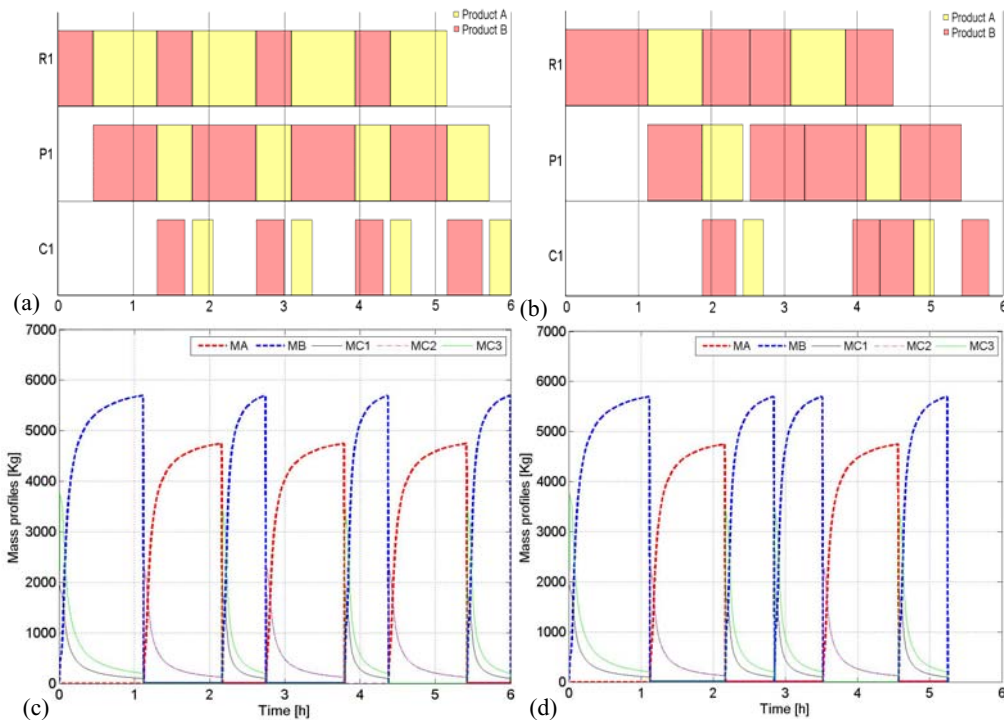 Product A
Product B
R1
P1
C1
0 1 2 3 4 5 6
(a)
Product A
Product B
R1
P1
C1
0 1 2 3 4 5 6
(b)
MA MB MC1 MC2 MC3
7000
6000
5000
4000
3000
2000
1000
0
Mass profiles [Kg]
0 1 2 3 4 5 6
Time [h]
(c)
MA MB MC1 MC2 MC3
7000
6000
5000
4000
3000
2000
1000
0
Mass profiles [Kg]
0 1 2 3 4 5 6
Time [h]
(d)